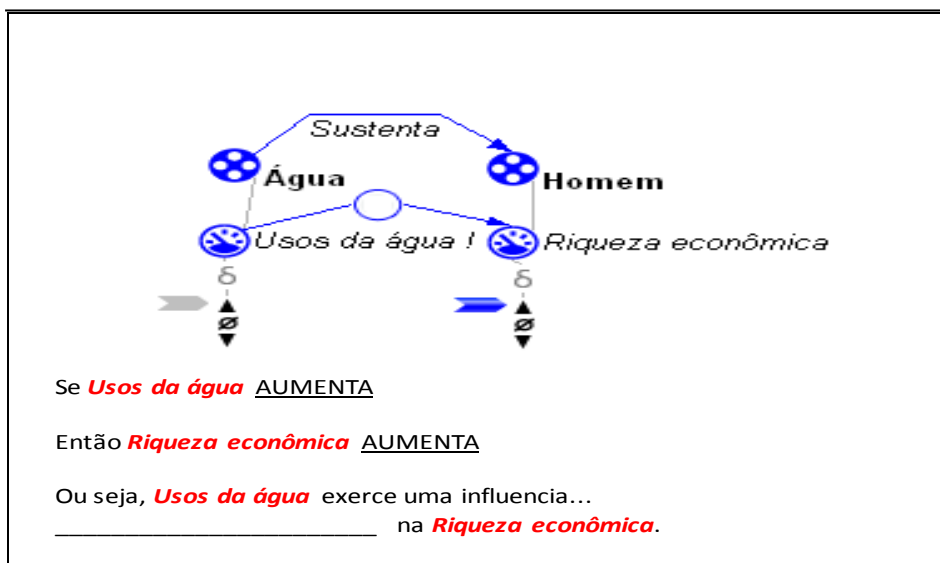 Sustenta
Água
Homem
Usos da água !
Riqueza econômica
δ
δ
ø
ø
Se Usos da água AUMENTA
Então Riqueza econômica AUMENTA
Ou seja, Usos da água exerce uma influencia...
_______________________ na Riqueza econômica.